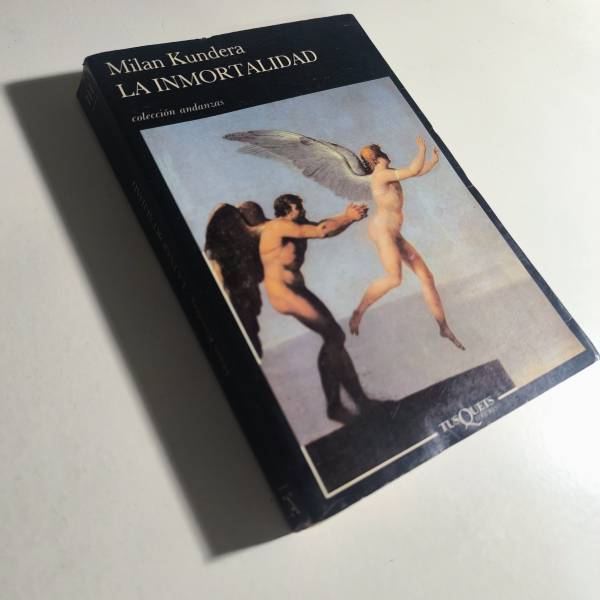 Milan Kundera
LA INMORTALIDAD
colección andanzas
TUSQUETS